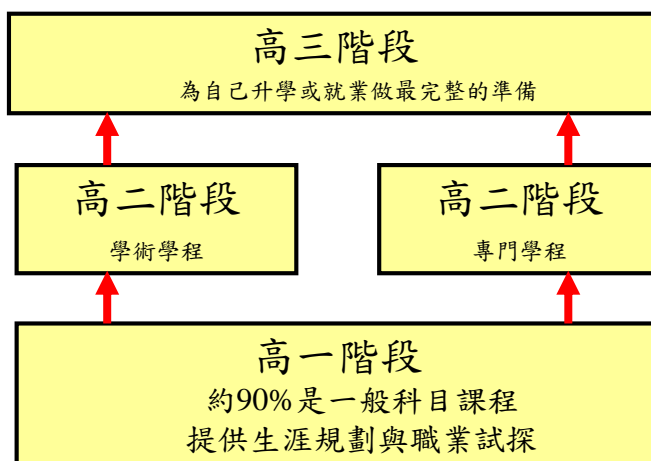 高三階段
為自己升學或就業做最完整的準備
高二階段
學術學程
高二階段
專門學程
高一階段
約90%是一般科目課程
提供生涯規劃與職業試探